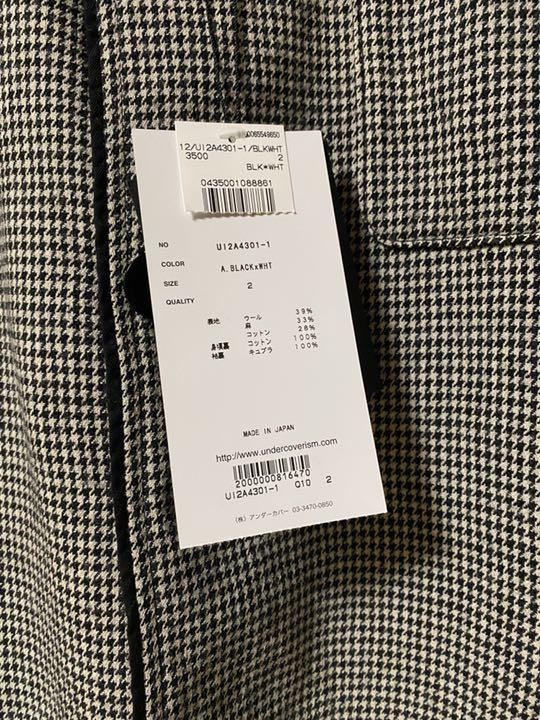 0065549650
12/UI2A4301-1/BLKWHT
3500 2
BLK*WHT
0435001088861
NO UI2A4301-1
COLOR A.BLACKxWHT
SIZE 2
QUALITY
表地 ウール 39%
麻 33%
コットン 28%
身頃裏 コットン 100%
袖裏 キュプラ 100%
MADE IN JAPAN
http://www.undercoverism.com
2000000816470
UI2A4301-1 Q10 2
(株) アンダーカバー 03-3470-0850